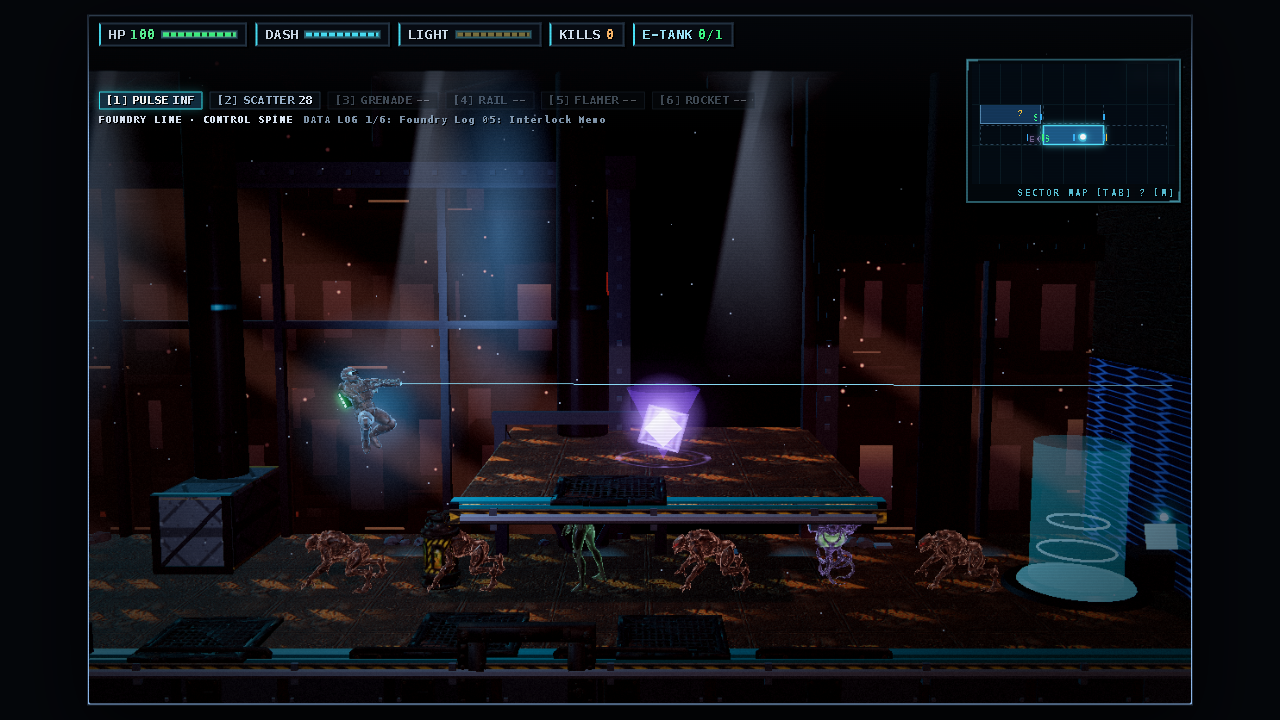 HP 100 DASH LIGHT KILLS 0 E-TANK 0/1
[1] PULSE INF [2] SCATTER 28 [3] GRENADE -- [4] RAIL -- [5] FLAMER -- [6] ROCKET --
FOUNDRY LINE · CONTROL SPINE DATA LOG 1/6: Foundry Log 05: Interlock Memo
? S
S
SECTOR MAP [TAB] ? [M]